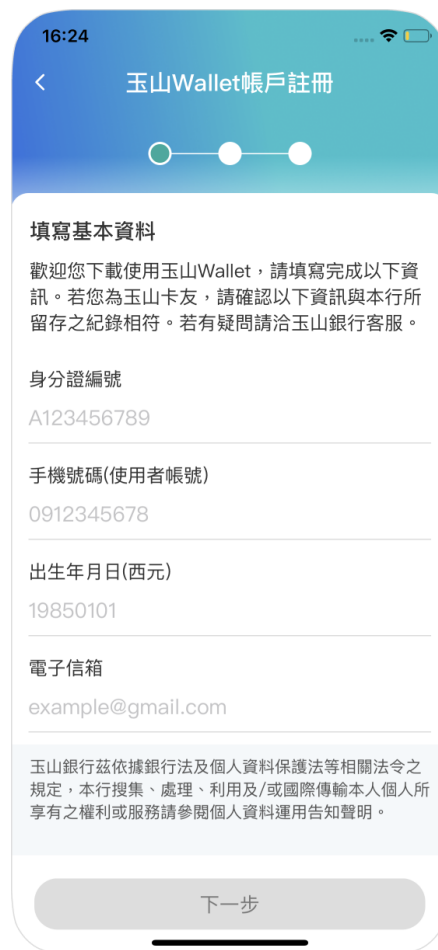 16:24
玉山Wallet帳戶註冊
填寫基本資料
歡迎您下載使用玉山Wallet，請填寫完成以下資
訊。若您為玉山卡友，請確認以下資訊與本行所
留存之紀錄相符。若有疑問請洽玉山銀行客服。
身分證編號
A123456789
手機號碼(使用者帳號)
0912345678
出生年月日(西元)
19850101
電子信箱
example@gmail.com
玉山銀行茲依據銀行法及個人資料保護法等相關法令之
規定，本行搜集、處理、利用及/或國際傳輸本人個人所
享有之權利或服務請參閱個人資料運用告知聲明。
下一步